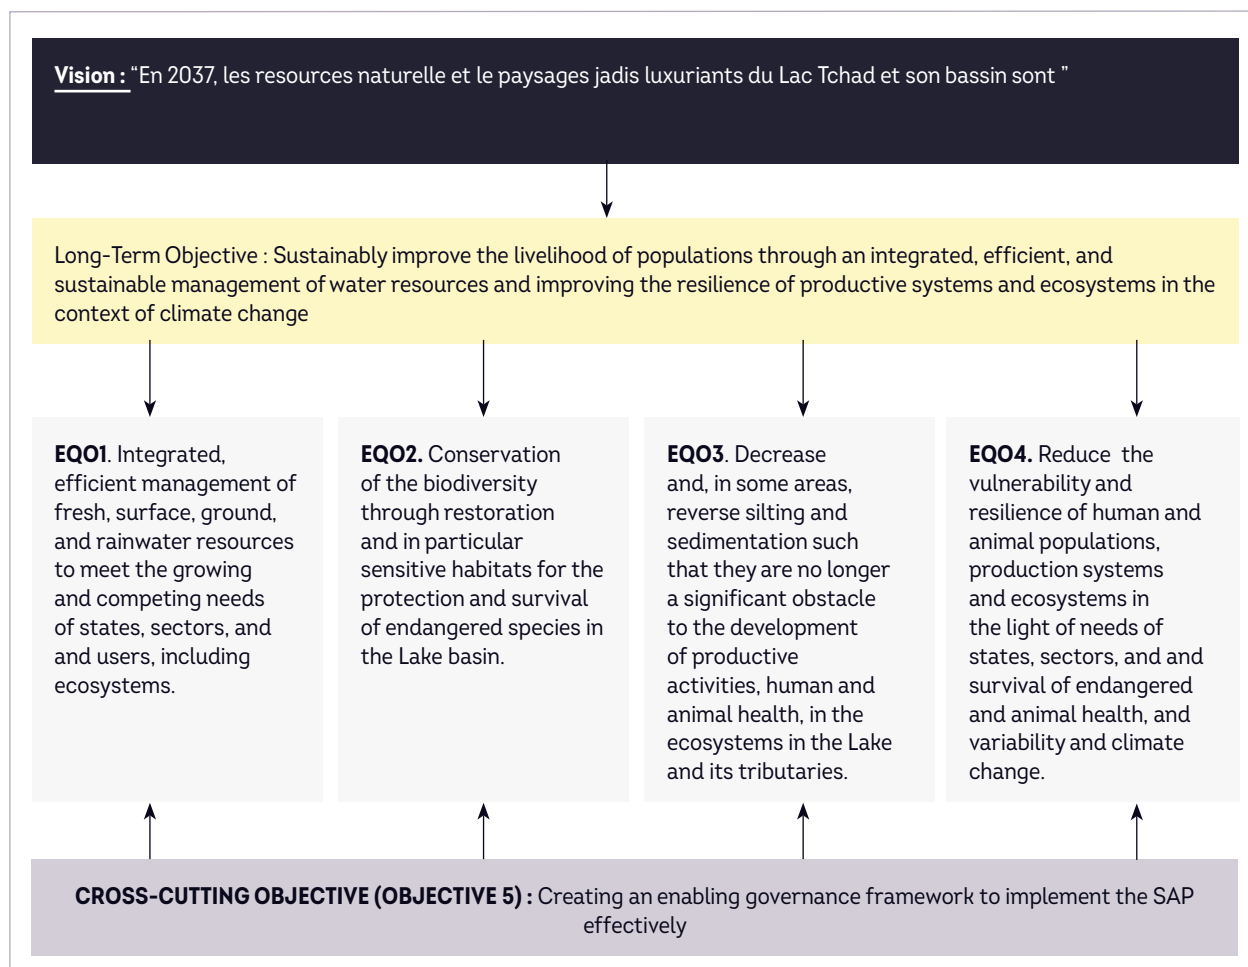 Vision : “En 2037, les resources naturelle et le paysages jadis luxuriants du Lac Tchad et son bassin sont ”
Long-Term Objective : Sustainably improve the livelihood of populations through an integrated, efficient, and
sustainable management of water resources and improving the resilience of productive systems and ecosystems in the
context of climate change
EQO1. Integrated,
efficient management of
fresh, surface, ground,
and rainwater resources
to meet the growing
and competing needs
of states, sectors, and
and users, including
ecosystems.
EQO2. Conservation
of the biodiversity
through restoration
and in particular
sensitive habitats for the
protection and survival
of endangered species in
the Lake basin.
EQO3. Decrease
and, in some areas,
reverse silting and
sedimentation such
that they are no longer
a significant obstacle
to the development
of productive
activities, human and
animal health, in the
ecosystems in the Lake
and its tributaries.
EQO4. Reduce the
vulnerability and
resilience of human and
animal populations,
production systems
and ecosystems in
the light of needs of
states, sectors, and and
survival of endangered
and animal health, and
variability and climate
change.
CROSS-CUTTING OBJECTIVE (OBJECTIVE 5) : Creating an enabling governance framework to implement the SAP
effectively